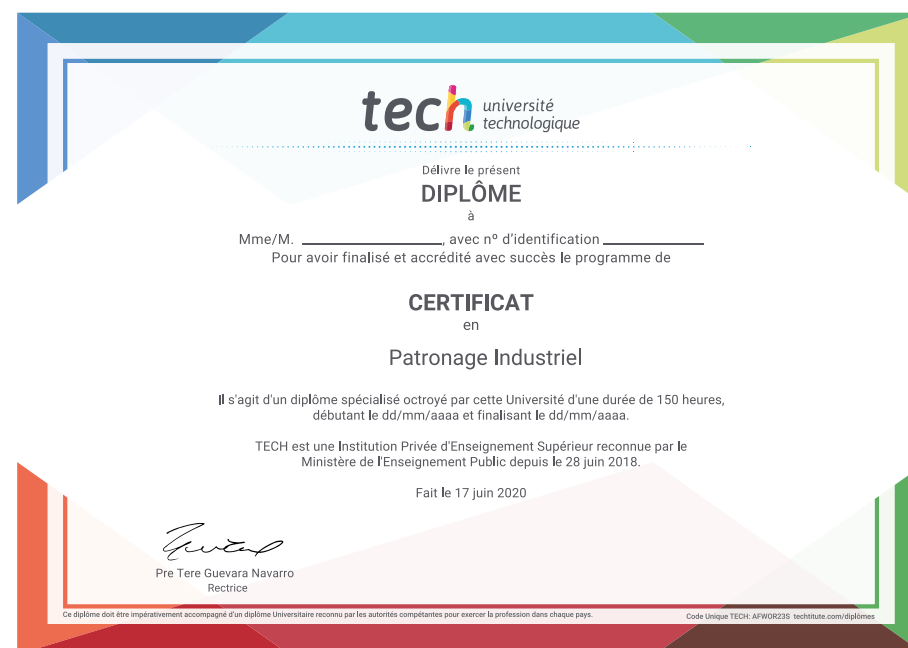 tech université
technologique
Délivre le présent
DIPLÔME
à
Mme/M. ____________________, avec nº d'identification ______________
Pour avoir finalisé et accrédité avec succès le programme de
CERTIFICAT
en
Patronage Industriel
Il s'agit d'un diplôme spécialisé octroyé par cette Université d'une durée de 150 heures,
débutant le dd/mm/aaaa et finalisant le dd/mm/aaaa.
TECH est une Institution Privée d'Enseignement Supérieur reconnue par le
Ministère de l'Enseignement Public depuis le 28 juin 2018.
Fait le 17 juin 2020
Pre Tere Guevara Navarro
Rectrice
Ce diplôme doit être impérativement accompagné d'un diplôme Universitaire reconnu par les autorités compétentes pour exercer la profession dans chaque pays.
Code Unique TECH: AFWOR23S techtitute.com/diplômes